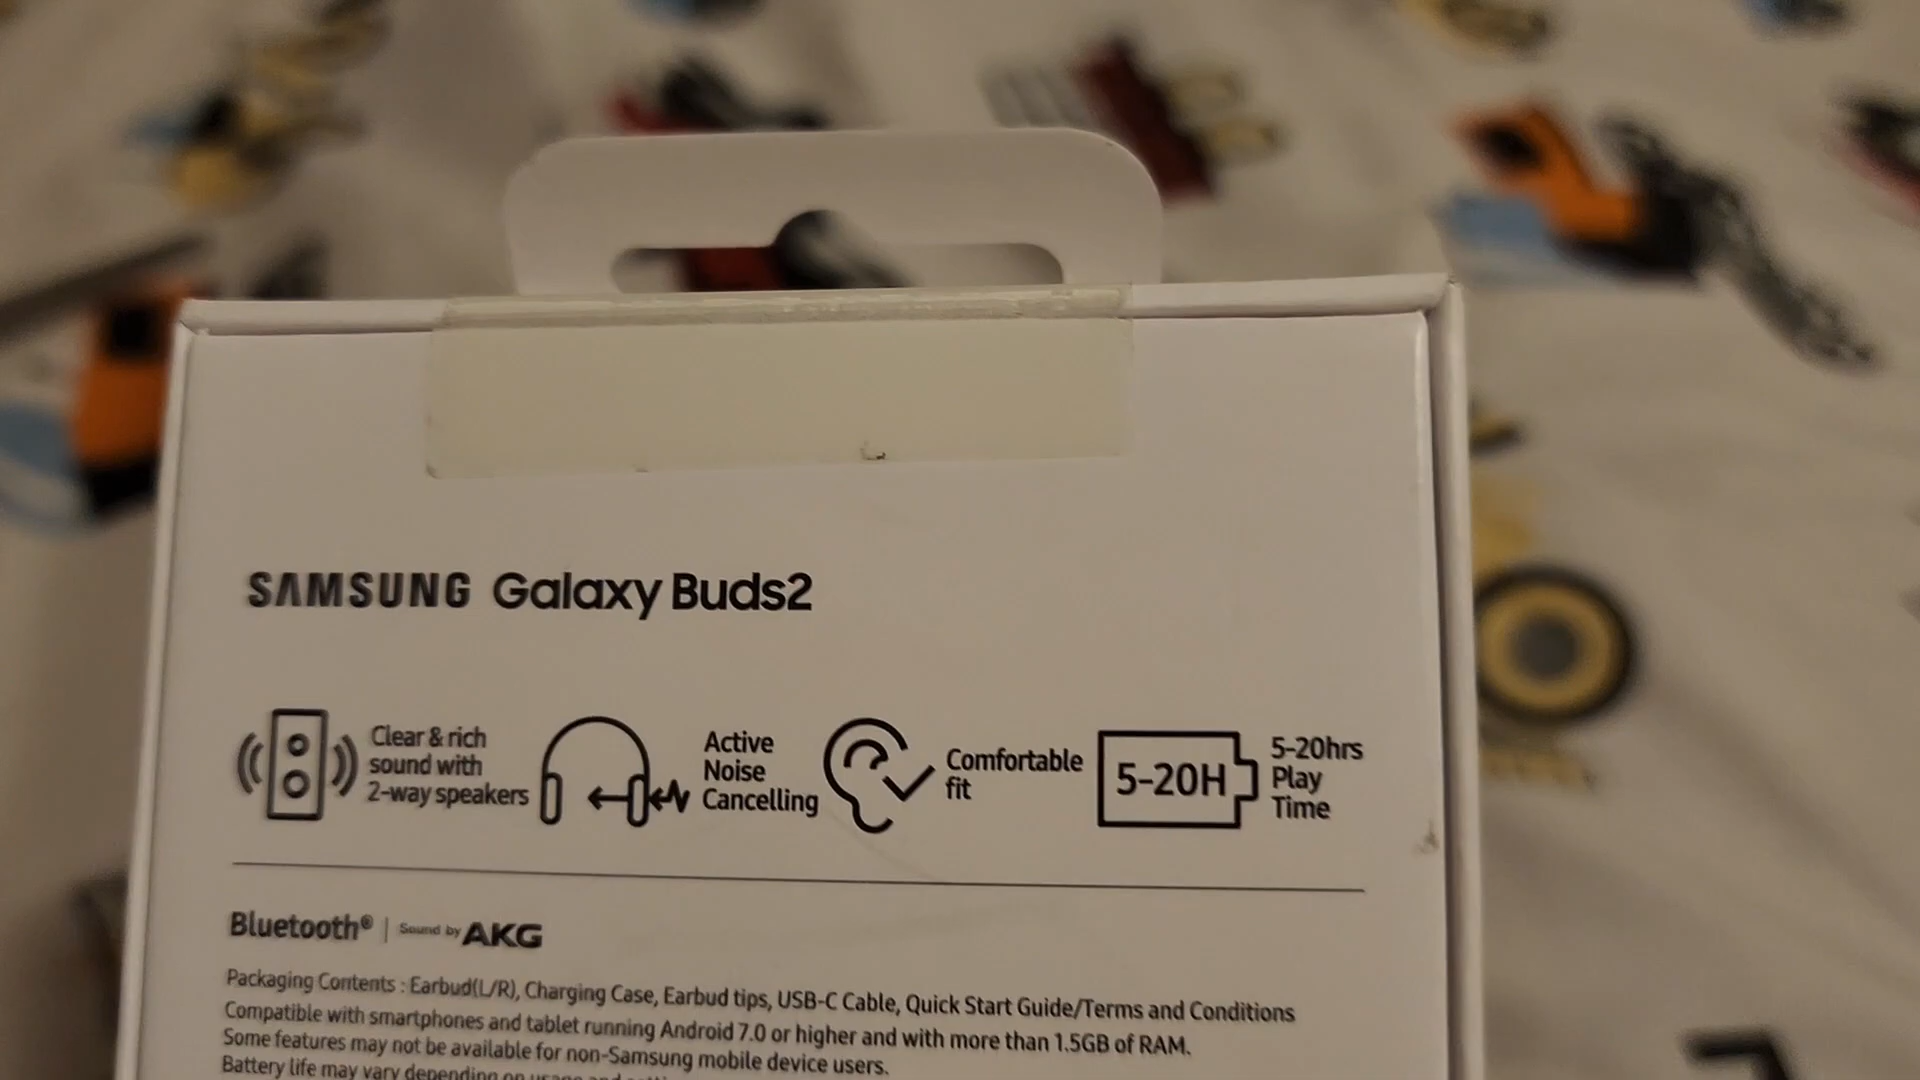 SAMSUNG Galaxy Buds2
Clear & rich
sound with
2-way speakers
Active
Noise
Cancelling
Comfortable
fit
5-20H
5-20hrs
Play
Time
Bluetooth® | Sound by AKG
Packaging Contents : Earbud(L/R), Charging Case, Earbud tips, USB-C Cable, Quick Start Guide/Terms and Conditions
Compatible with smartphones and tablet running Android 7.0 or higher and with more than 1.5GB of RAM.
Some features may not be available for non-Samsung mobile device users.
Battery life may vary depending on usage and